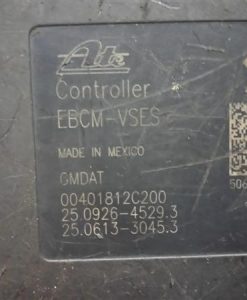 Ate
Controller
EBCM-VSES
MADE IN MEXICO
GMDAT
00401812C200
25.0926-4529.3
25.0613-3045.3